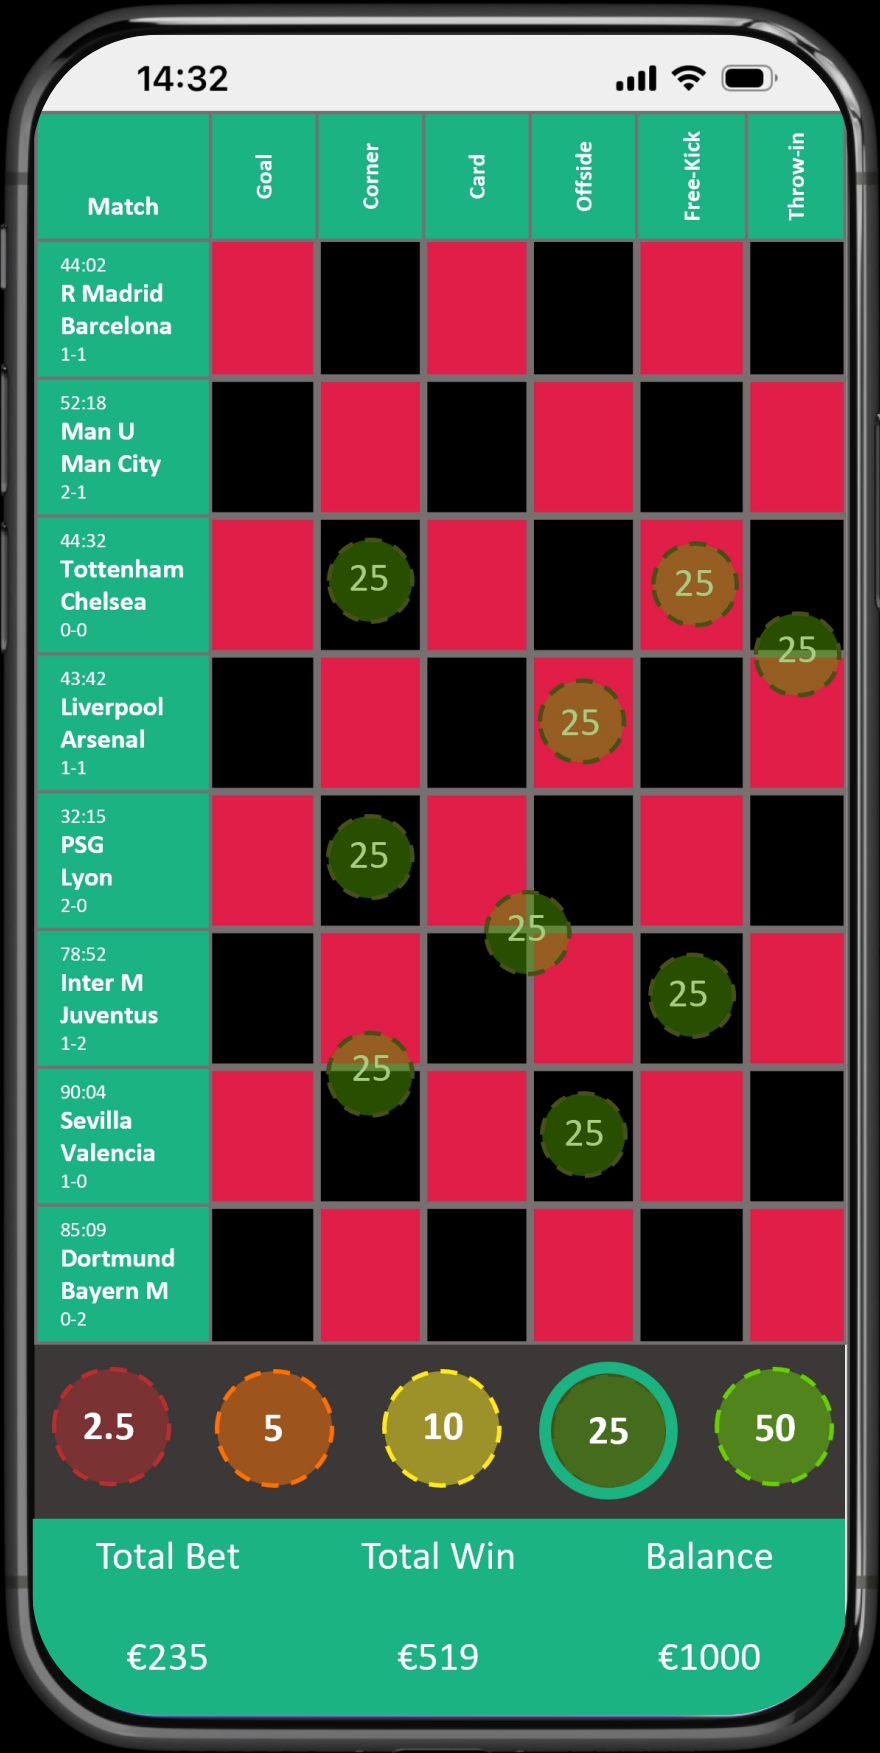 14:32
Match
Goal
Corner
Card
Offside
Free-Kick
Throw-in
44:02
R Madrid
Barcelona
1-1
52:18
Man U
Man City
2-1
44:32
Tottenham
Chelsea
0-0
25
25
25
43:42
Liverpool
Arsenal
1-1
25
32:15
PSG
Lyon
2-0
25
25
78:52
Inter M
Juventus
1-2
25
25
90:04
Sevilla
Valencia
1-0
25
85:09
Dortmund
Bayern M
0-2
2.5 5 10 25 50
Total Bet Total Win Balance
€235 €519 €1000